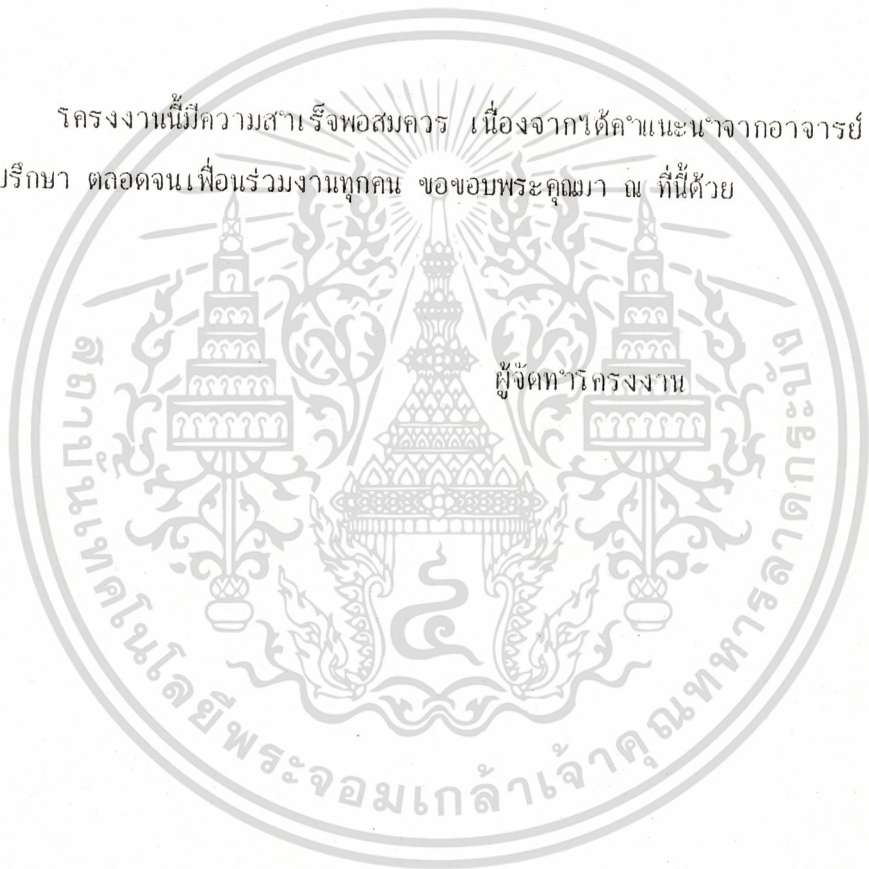 โครงงานนี้มีความสำเร็จพอสมควร เนื่องจากได้คำแนะนำจากอาจารย์
ปรึกษา ตลอดจนเพื่อนร่วมงานทุกคน ขอขอบพระคุณมา ณ ที่นี้ด้วย
ผู้จัดทำโครงงาน
สถาบันเทคโนโลยีพระจอมเกล้าเจ้าคุณทหารลาดกระบัง
๔